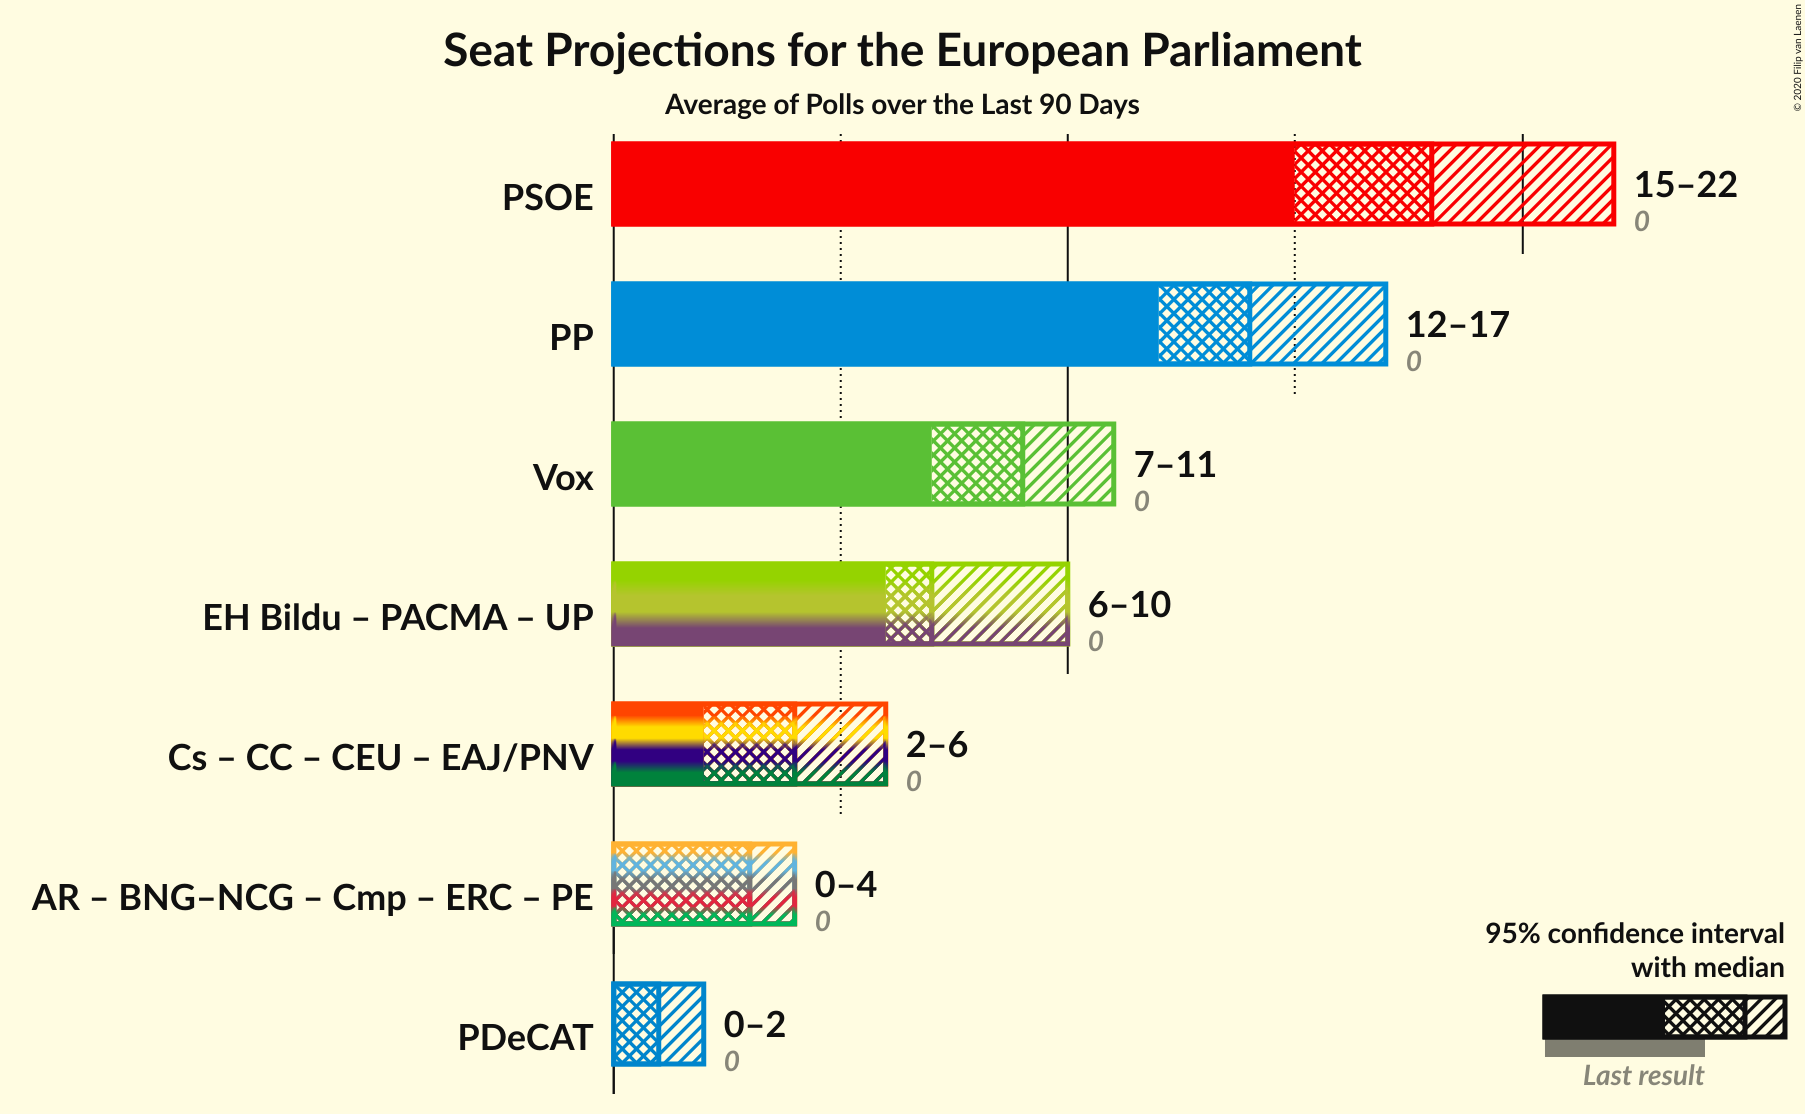 Seat Projections for the European Parliament
Average of Polls over the Last 90 Days
© 2020 Filip van Laenen
PSOE
15–22
0
PP
12–17
0
Vox
7–11
0
EH Bildu – PACMA – UP
6–10
0
Cs – CC – CEU – EAJ/PNV
2–6
0
AR – BNG–NCG – Cmp – ERC – PE
0–4
0
PDeCAT
0–2
0
95% confidence interval
with median
Last result